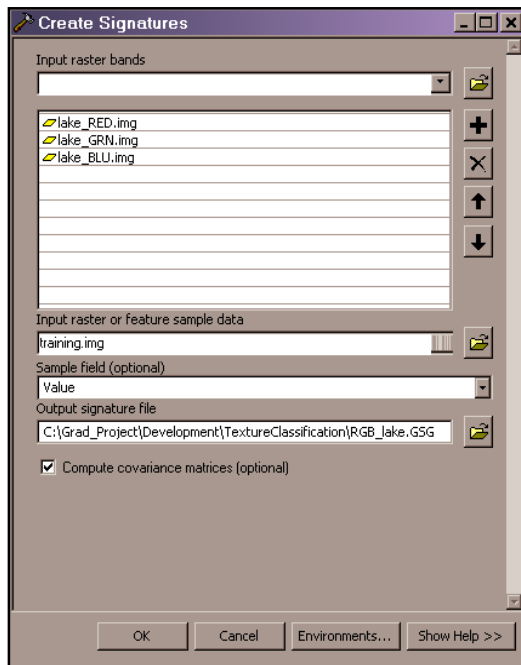 Create Signatures
Input raster bands
lake_RED.img
lake_GRN.img
lake_BLU.img
Input raster or feature sample data
training.img
Sample field (optional)
Value
Output signature file
C:\Grad_Project\Development\TextureClassification\RGB_lake.GSG
Compute covariance matrices (optional)
OK Cancel Environments... Show Help >>